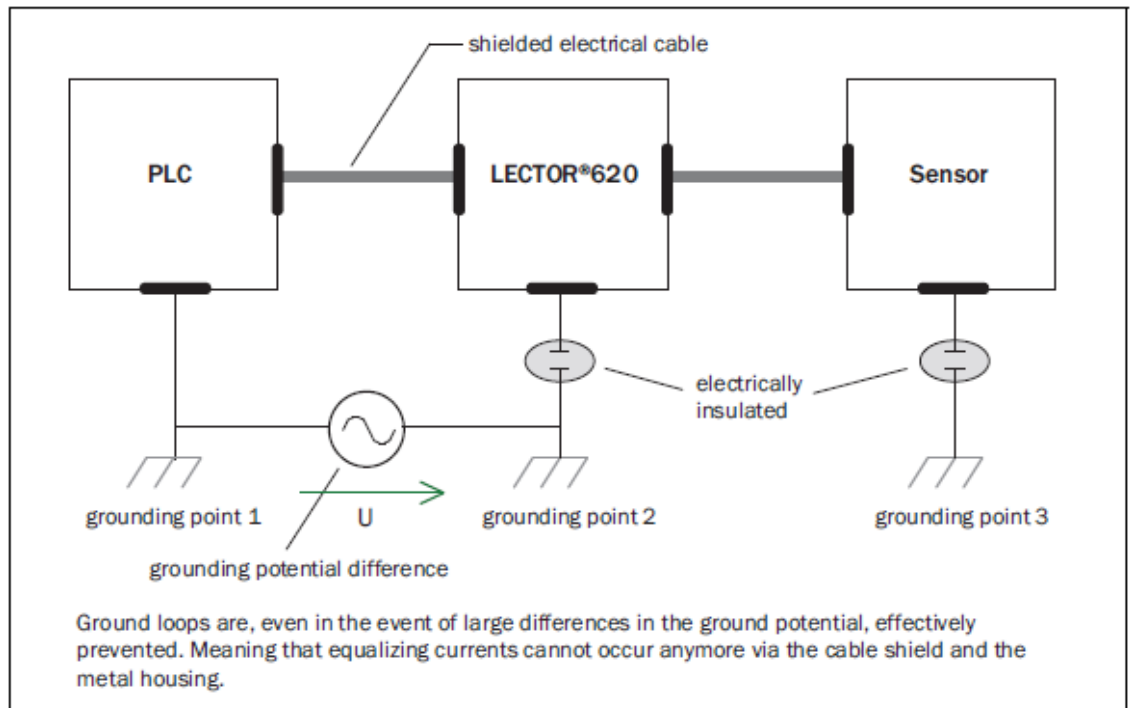 shielded electrical cable
PLC
LECTOR®620
Sensor
electrically
insulated
grounding point 1
U
grounding point 2
grounding point 3
grounding potential difference
Ground loops are, even in the event of large differences in the ground potential, effectively
prevented. Meaning that equalizing currents cannot occur anymore via the cable shield and the
metal housing.